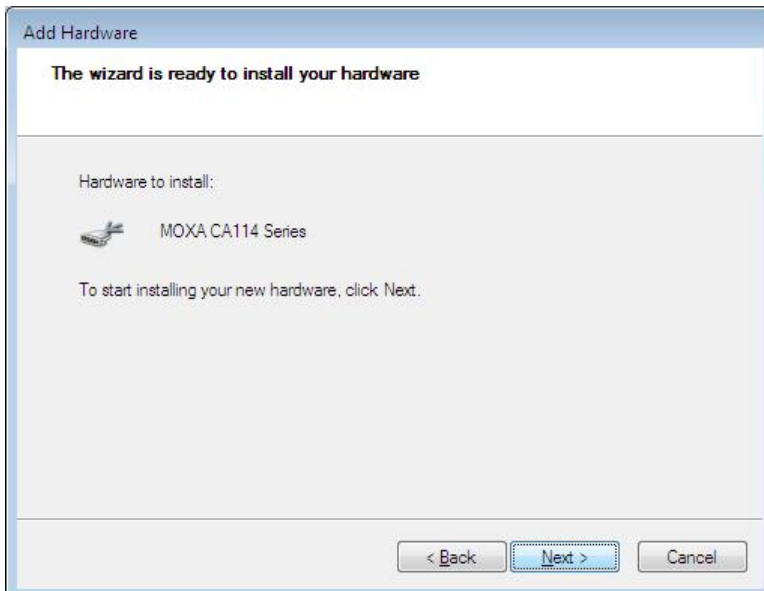 Add Hardware
The wizard is ready to install your hardware
Hardware to install:
MOXA CA114 Series
To start installing your new hardware, click Next.
< Back
Next >
Cancel